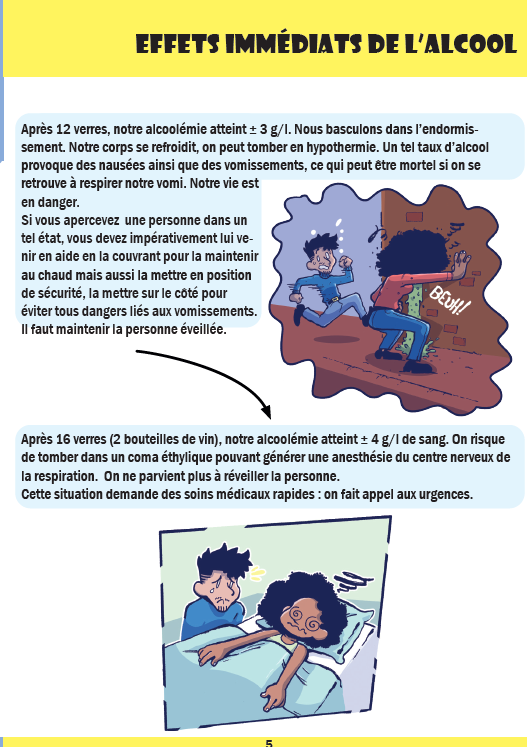 EFFETS IMMÉDIATS DE L'ALCOOL
Après 12 verres, notre alcoolémie atteint ± 3 g/l. Nous basculons dans l'endormis-
sement. Notre corps se refroidit, on peut tomber en hypothermie. Un tel taux d'alcool
provoque des nausées ainsi que des vomissements, ce qui peut être mortel si on se
retrouve à respirer notre vomi. Notre vie est
en danger.
Si vous apercevez une personne dans un
tel état, vous devez impérativement lui ve-
nir en aide en la couvrant pour la maintenir
au chaud mais aussi la mettre en position
de sécurité, la mettre sur le côté pour
éviter tous dangers liés aux vomissements.
Il faut maintenir la personne éveillée.
BEUH!
Après 16 verres (2 bouteilles de vin), notre alcoolémie atteint ± 4 g/l de sang. On risque
de tomber dans un coma éthylique pouvant générer une anesthésie du centre nerveux de
la respiration. On ne parvient plus à réveiller la personne.
Cette situation demande des soins médicaux rapides : on fait appel aux urgences.
5